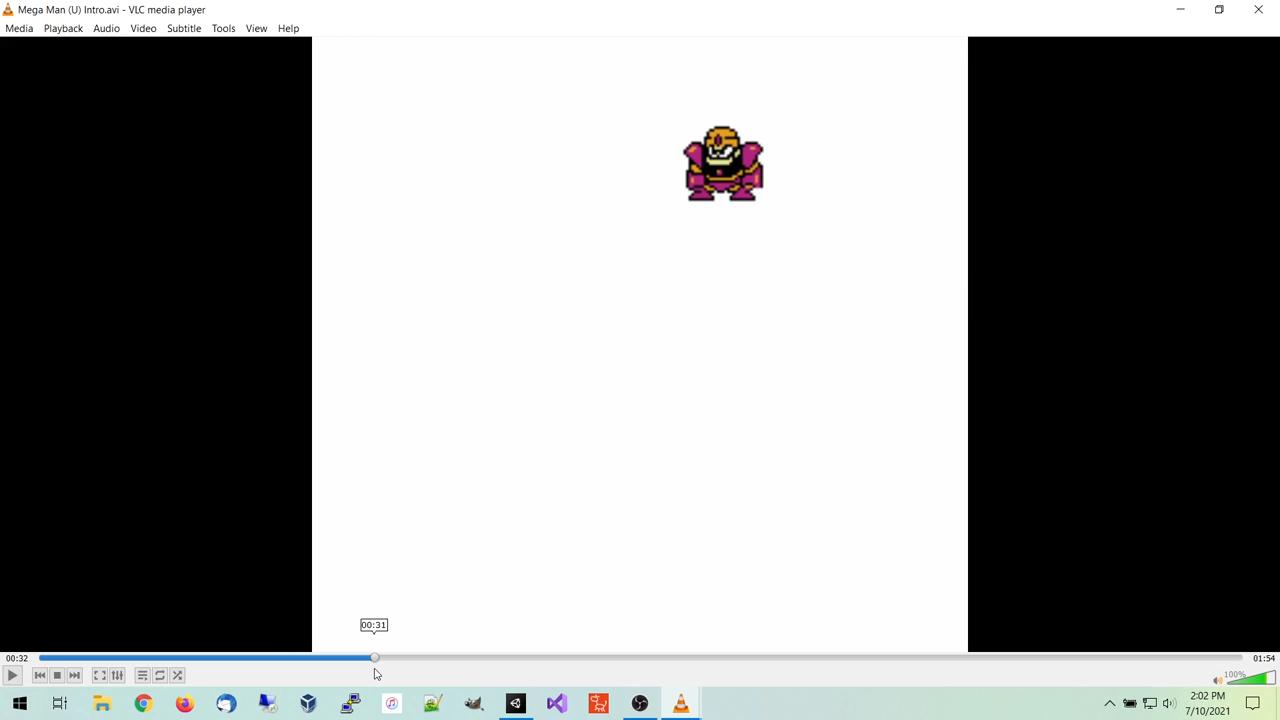 Mega Man (U) Intro.avi - VLC media player
Media Playback Audio Video Subtitle Tools View Help
00:31
00:32
01:54
100%
2:02 PM
7/10/2021